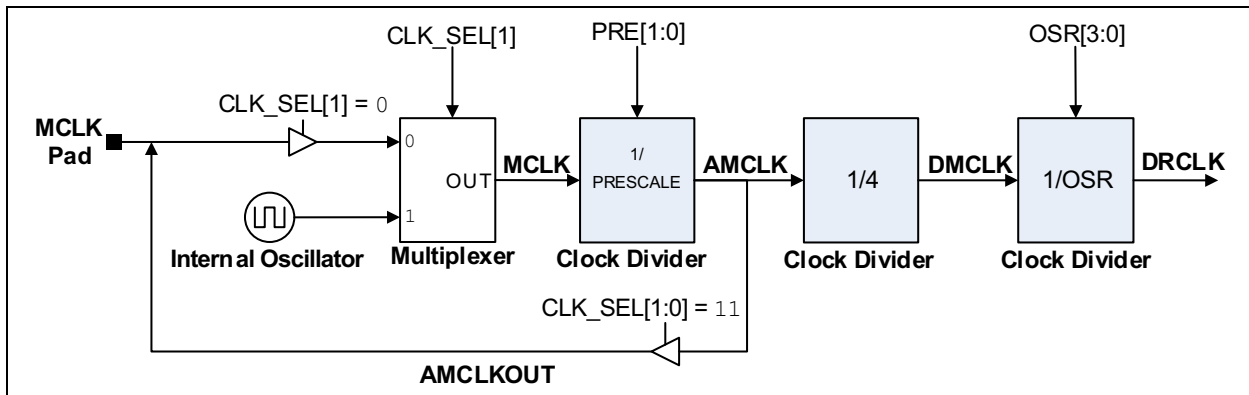 CLK_SEL[1]
PRE[1:0]
OSR[3:0]
CLK_SEL[1] = 0
MCLK
Pad
0
1
OUT
MCLK
1/
PRESCALE
AMCLK
1/4
DMCLK
1/OSR
DRCLK
Internal Oscillator
Multiplexer
Clock Divider
Clock Divider
Clock Divider
CLK_SEL[1:0] = 11
AMCLKOUT